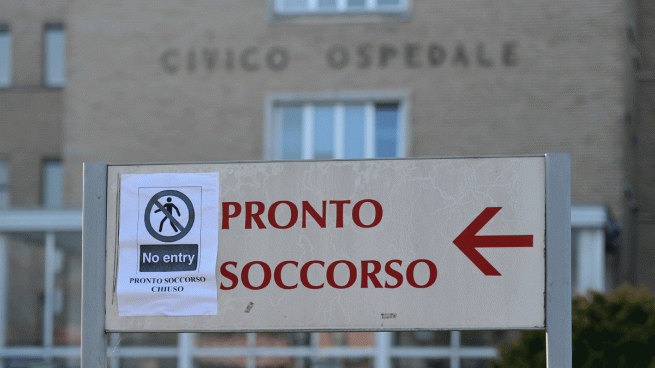 CIVICO OSPEDALE
PRONTO
SOCCORSO
No entry
PRONTO SOCCORSO
CHIUSO